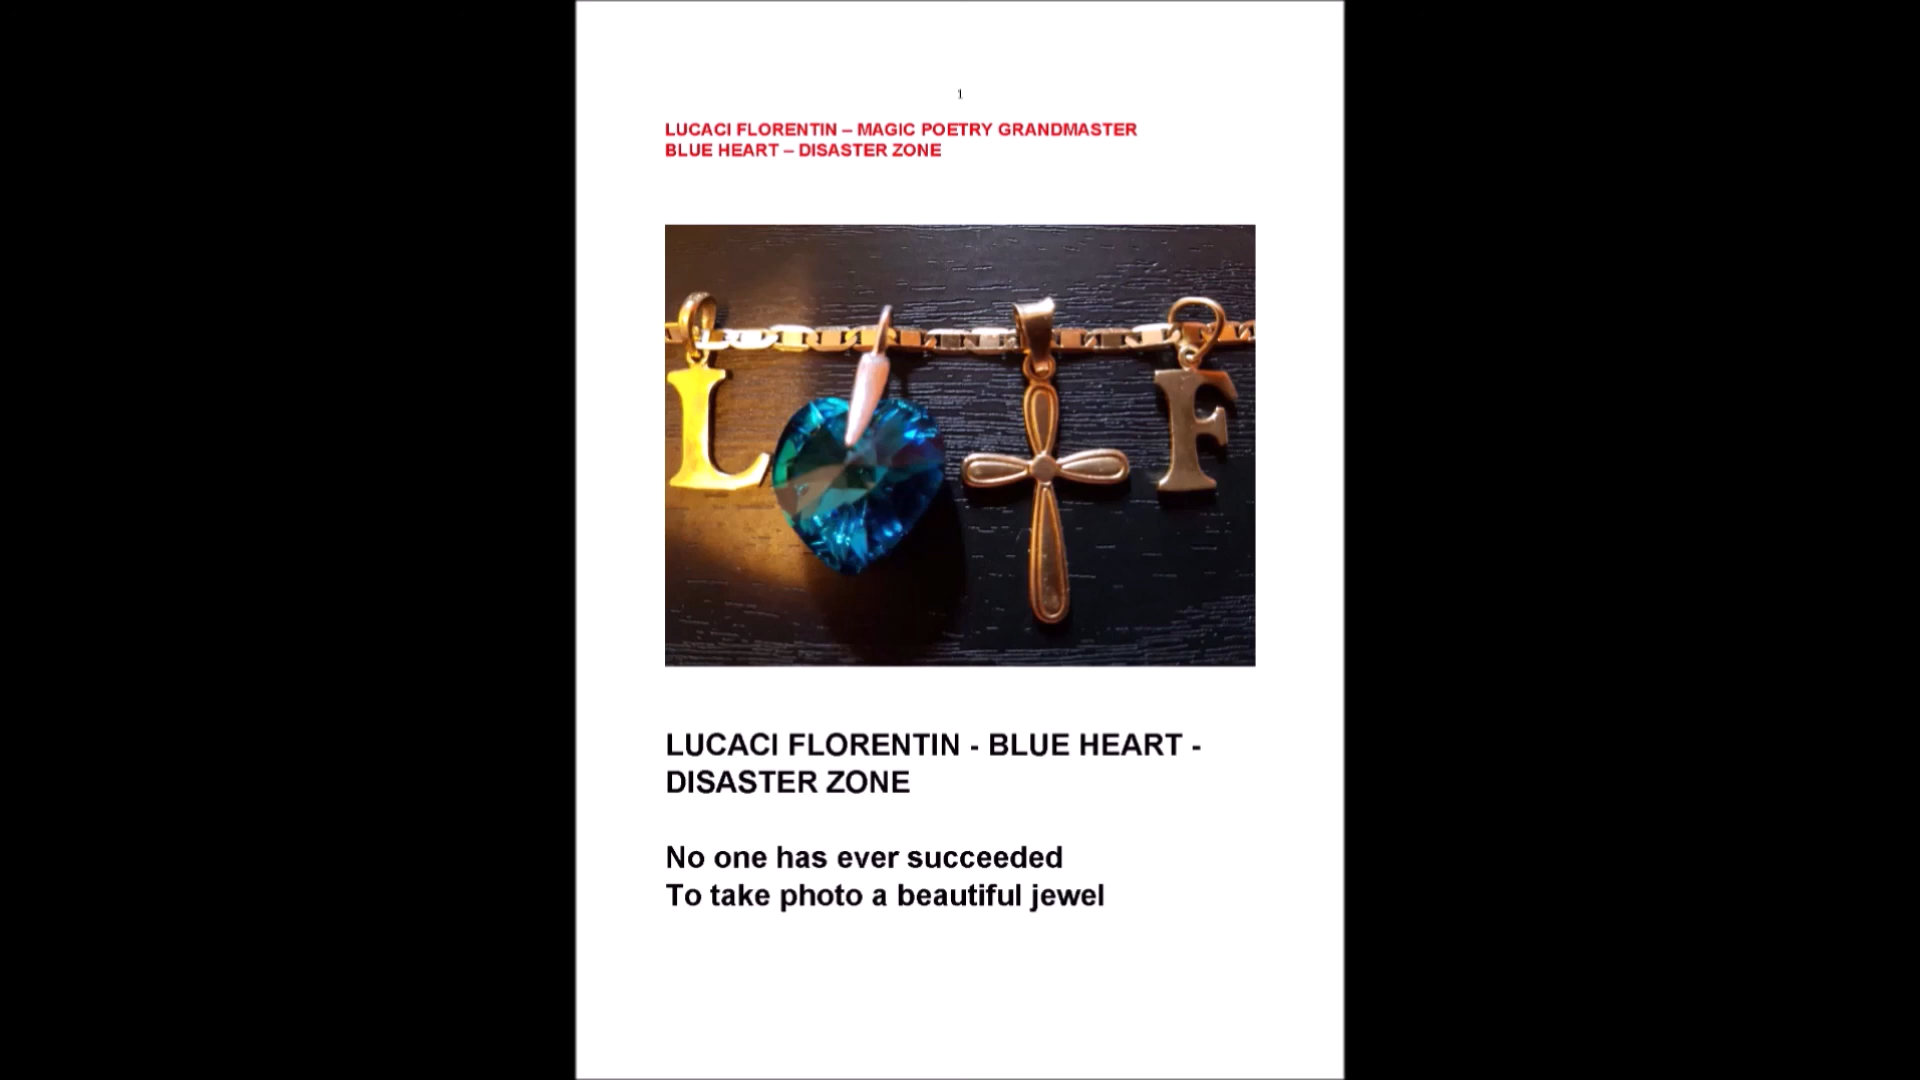 1
LUCACI FLORENTIN – MAGIC POETRY GRANDMASTER
BLUE HEART – DISASTER ZONE
L F
LUCACI FLORENTIN - BLUE HEART -
DISASTER ZONE
No one has ever succeeded
To take photo a beautiful jewel